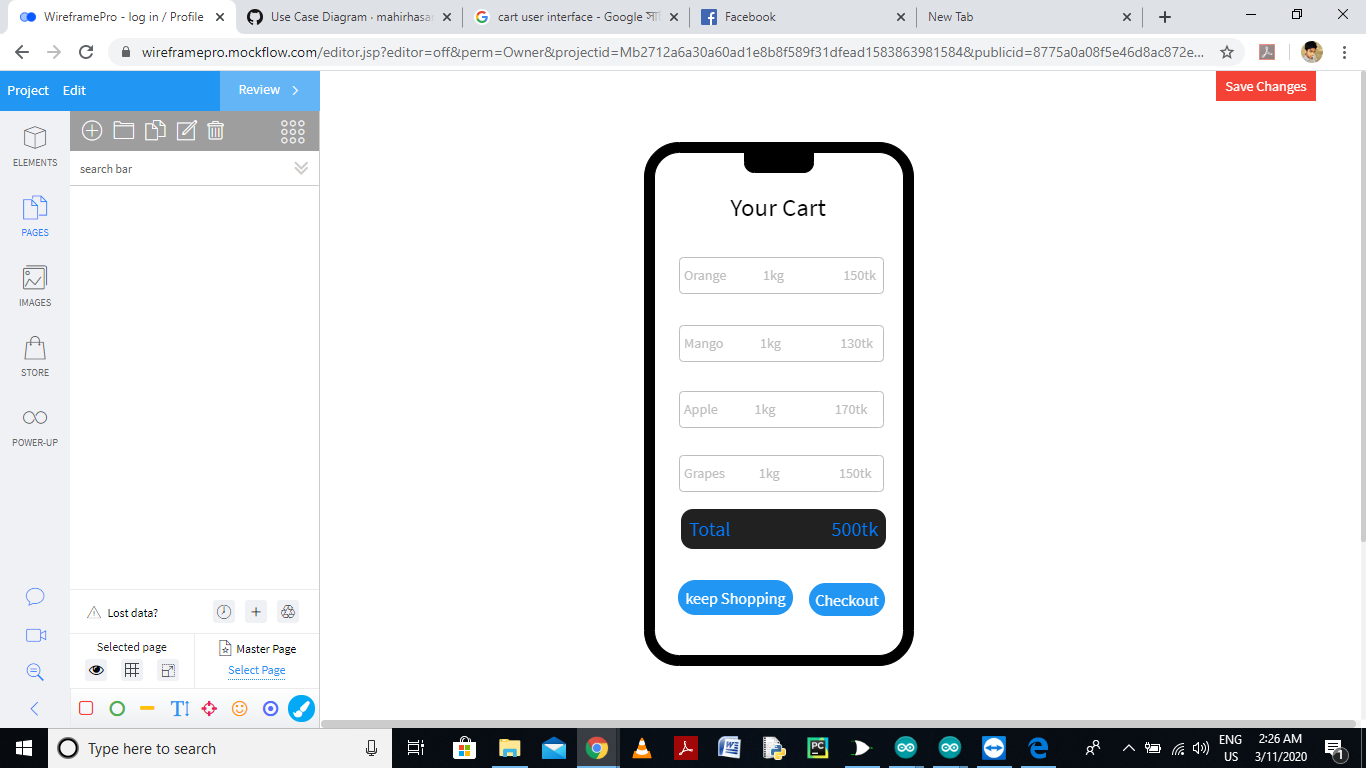 WireframePro - log in / Profile
Use Case Diagram · mahirhasan
cart user interface - Google সা
Facebook
New Tab
wireframepro.mockflow.com/editor.jsp?editor=off&perm=Owner&projectid=Mb2712a6a30a60ad1e8b8f589f31dfead1583863981584&publicid=8775a0a08f5e46d8ac872e...
Project Edit Review
Save Changes
ELEMENTS
PAGES
IMAGES
STORE
POWER-UP
search bar
Your Cart
Orange 1kg 150tk
Mango 1kg 130tk
Apple 1kg 170tk
Grapes 1kg 150tk
Total 500tk
keep Shopping Checkout
Lost data?
Selected page
Master Page
Select Page
Type here to search
ENG
US
2:26 AM
3/11/2020
1